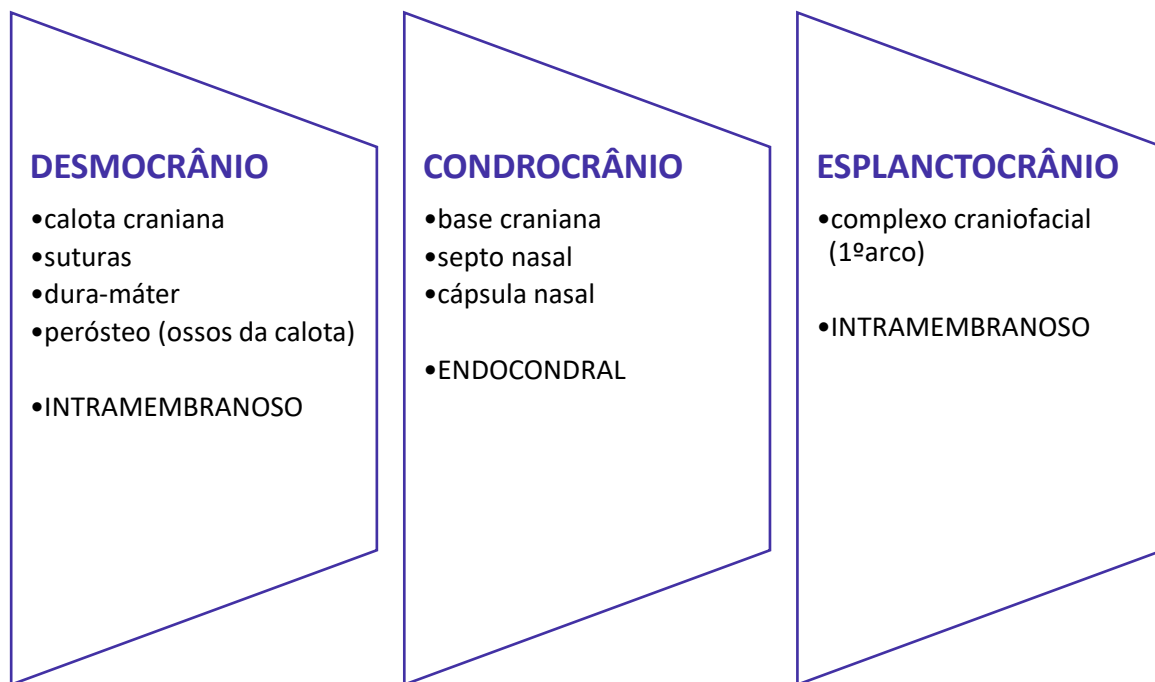 DESMOCRÂNIO
•calota craniana
•suturas
•dura-máter
•perósteo (ossos da calota)
•INTRAMEMBRANOSO
CONDROCRÂNIO
•base craniana
•septo nasal
•cápsula nasal
•ENDOCONDRAL
ESPLANCTOCRÂNIO
•complexo craniofacial
(1ºarco)
•INTRAMEMBRANOSO